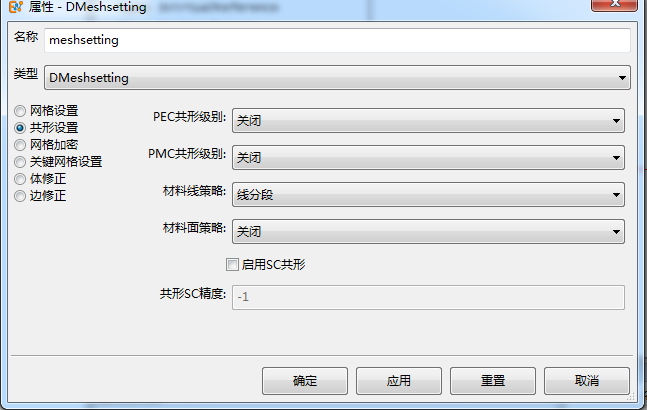 属性 - DMeshsetting
名称 meshsetting
类型 DMeshsetting
网格设置
共形设置
网格加密
关键网格设置
体修正
边修正
PEC共形级别: 关闭
PMC共形级别: 关闭
材料线策略: 线分段
材料面策略: 关闭
启用SC共形
共形SC精度: -1
确定 应用 重置 取消